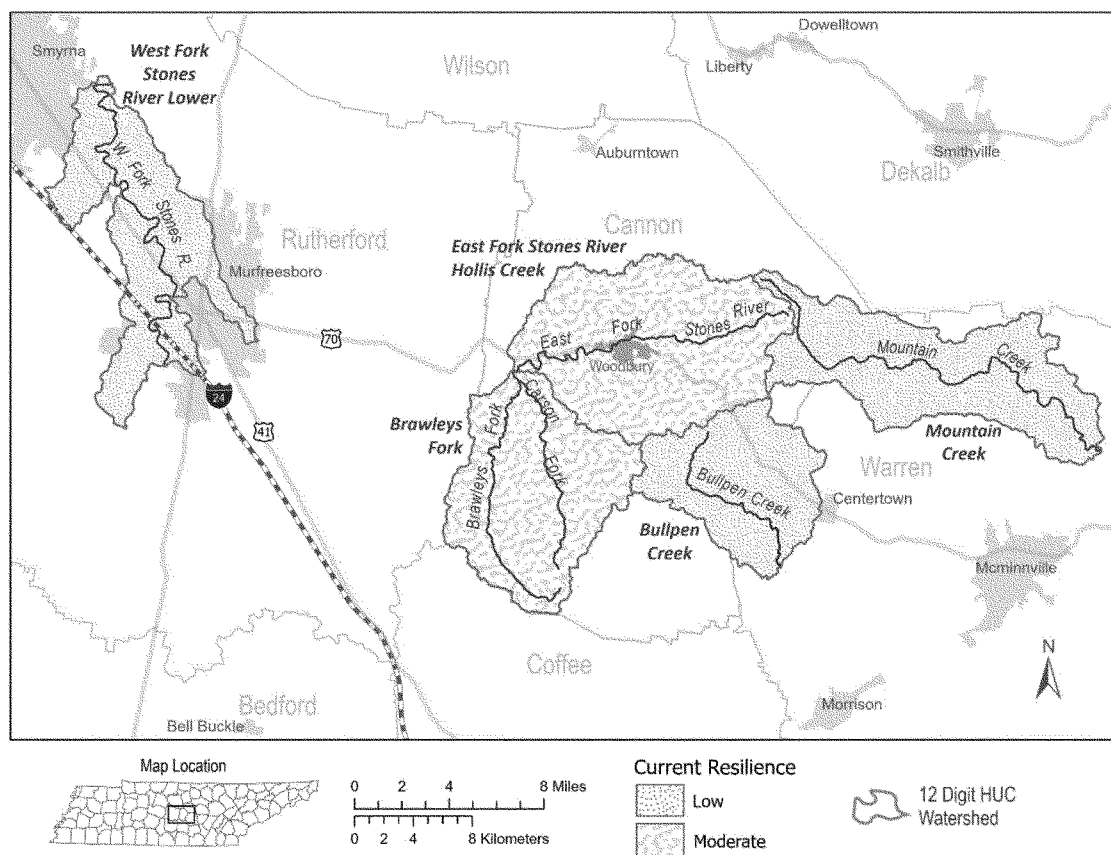 Smyrna
West Fork
Stones
River Lower
Wilson
Dowelltown
Liberty
Auburntown
Smithville
Dekalb
W. Fork Stones R.
Rutherford
Murfreesboro
Cannon
East Fork Stones River
Hollis Creek
70
East Fork Stones River
Woodbury
Mountain Creek
24
41
Brawleys
Fork
Brawleys Fork
Carson Fork
Mountain
Creek
Warren
Bullpen Creek
Centertown
Bullpen
Creek
Mcminnville
Coffee
N
Bedford
Bell Buckle
Morrison
Map Location
0 2 4 8 Miles
0 2 4 8 Kilometers
Current Resilience
Low
Moderate
12 Digit HUC
Watershed